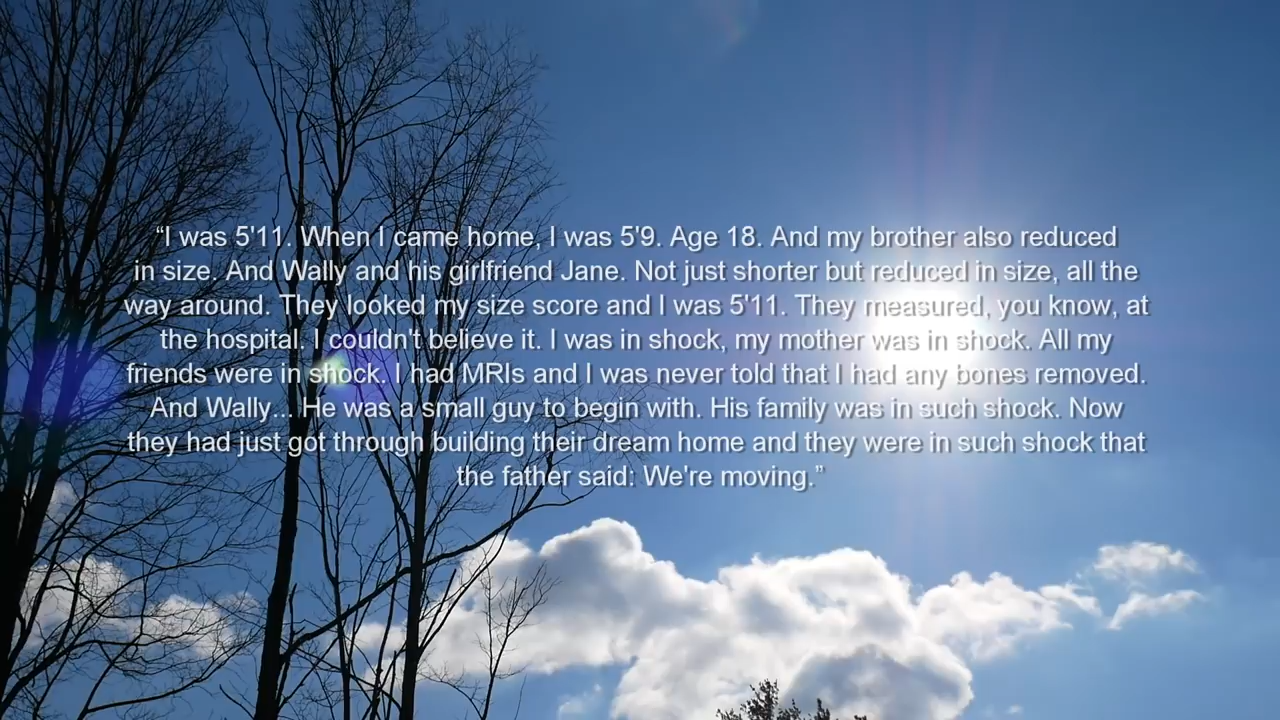 “I was 5'11. When I came home, I was 5'9. Age 18. And my brother also reduced
in size. And Wally and his girlfriend Jane. Not just shorter but reduced in size, all the
way around. They looked my size score and I was 5'11. They measured, you know, at
the hospital. I couldn't believe it. I was in shock, my mother was in shock. All my
friends were in shock. I had MRIs and I was never told that I had any bones removed.
And Wally... He was a small guy to begin with. His family was in such shock. Now
they had just got through building their dream home and they were in such shock that
the father said: We're moving.”